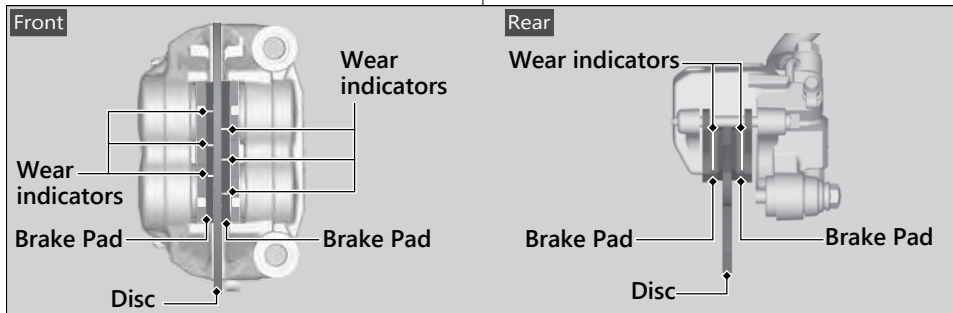 Front
Wear
indicators
Wear
indicators
Brake Pad
Brake Pad
Disc
Rear
Wear indicators
Brake Pad
Brake Pad
Disc